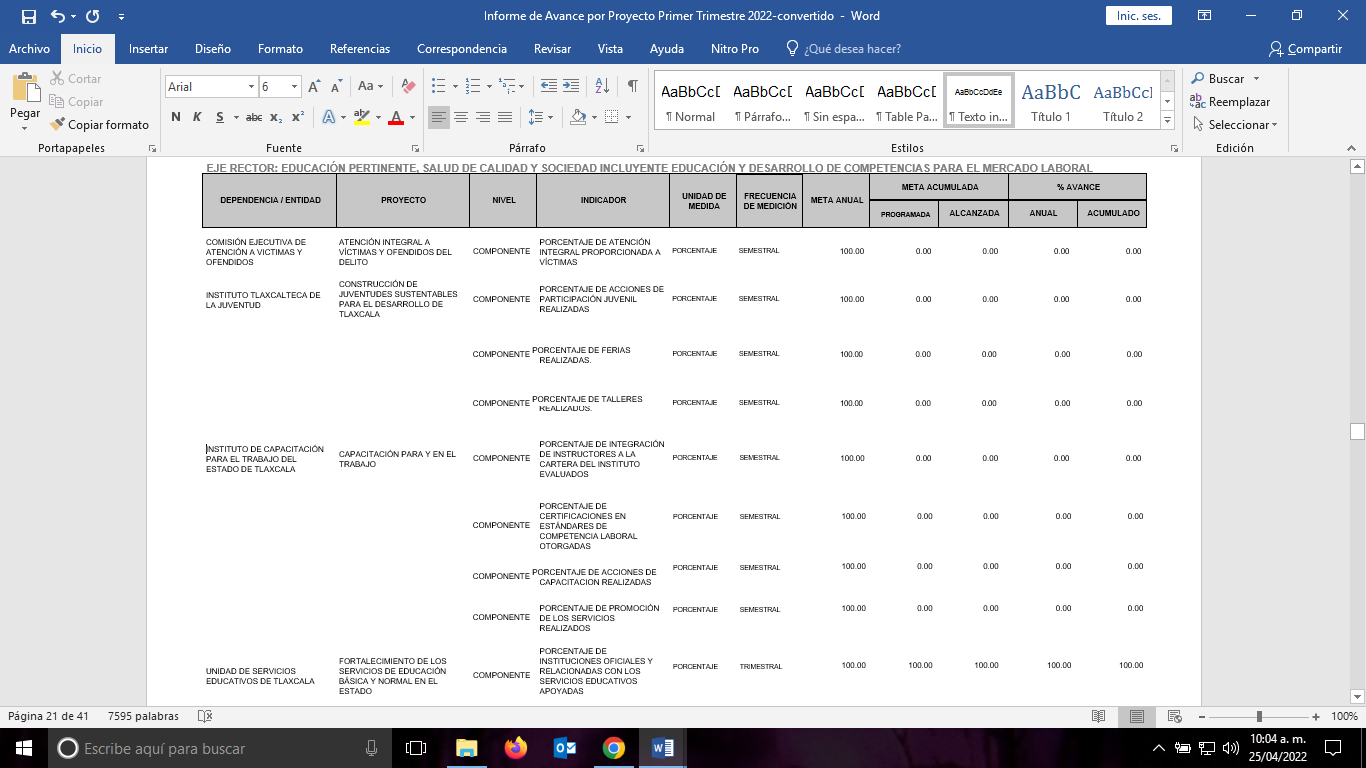 Informe de Avance por Proyecto Primer Trimestre 2022-convertido - Word
Inic. ses.
Archivo Inicio Insertar Diseño Formato Referencias Correspondencia Revisar Vista Ayuda Nitro Pro ¿Qué desea hacer? Compartir
Pegar
Cortar
Copiar
Copiar formato
Portapapeles
Arial 6
N K S abc x₂ x²
Fuente
Párrafo
AaBbCcD AaBbCcD AaBbCcD AaBbCcD AaBbCcDdEe AaBbC AaBbCcI
¶ Normal ¶ Párrafo... ¶ Sin espa... ¶ Table Pa... ¶ Texto in... Título 1 Título 2
Estilos
Buscar
Reemplazar
Seleccionar
Edición
EJE RECTOR: EDUCACIÓN PERTINENTE, SALUD DE CALIDAD Y SOCIEDAD INCLUYENTE EDUCACIÓN Y DESARROLLO DE COMPETENCIAS PARA EL MERCADO LABORAL
DEPENDENCIA / ENTIDAD
PROYECTO
NIVEL
INDICADOR
UNIDAD DE
MEDIDA
FRECUENCIA
DE MEDICIÓN
META ANUAL
META ACUMULADA
% AVANCE
PROGRAMADA
ALCANZADA
ANUAL
ACUMULADO
COMISIÓN EJECUTIVA DE
ATENCIÓN A VICTIMAS Y
OFENDIDOS
ATENCIÓN INTEGRAL A
VÍCTIMAS Y OFENDIDOS DEL
DELITO
COMPONENTE
PORCENTAJE DE ATENCIÓN
INTEGRAL PROPORCIONADA A
VÍCTIMAS
PORCENTAJE SEMESTRAL 100.00 0.00 0.00 0.00 0.00
INSTITUTO TLAXCALTECA DE
LA JUVENTUD
CONSTRUCCIÓN DE
JUVENTUDES SUSTENTABLES
PARA EL DESARROLLO DE
TLAXCALA
COMPONENTE
PORCENTAJE DE ACCIONES DE
PARTICIPACIÓN JUVENIL
REALIZADAS
PORCENTAJE SEMESTRAL 100.00 0.00 0.00 0.00 0.00
COMPONENTE
PORCENTAJE DE FERIAS
REALIZADAS.
PORCENTAJE SEMESTRAL 100.00 0.00 0.00 0.00 0.00
COMPONENTE
PORCENTAJE DE TALLERES
REALIZADOS.
PORCENTAJE SEMESTRAL 100.00 0.00 0.00 0.00 0.00
INSTITUTO DE CAPACITACIÓN
PARA EL TRABAJO DEL
ESTADO DE TLAXCALA
CAPACITACIÓN PARA Y EN EL
TRABAJO
COMPONENTE
PORCENTAJE DE INTEGRACIÓN
DE INSTRUCTORES A LA
CARTERA DEL INSTITUTO
EVALUADOS
PORCENTAJE SEMESTRAL 100.00 0.00 0.00 0.00 0.00
COMPONENTE
PORCENTAJE DE
CERTIFICACIONES EN
ESTÁNDARES DE
COMPETENCIA LABORAL
OTORGADAS
PORCENTAJE SEMESTRAL 100.00 0.00 0.00 0.00 0.00
COMPONENTE
PORCENTAJE DE ACCIONES DE
CAPACITACION REALIZADAS
PORCENTAJE SEMESTRAL 100.00 0.00 0.00 0.00 0.00
COMPONENTE
PORCENTAJE DE PROMOCIÓN
DE LOS SERVICIOS
REALIZADOS
PORCENTAJE SEMESTRAL 100.00 0.00 0.00 0.00 0.00
UNIDAD DE SERVICIOS
EDUCATIVOS DE TLAXCALA
FORTALECIMIENTO DE LOS
SERVICIOS DE EDUCACIÓN
BÁSICA Y NORMAL EN EL
ESTADO
COMPONENTE
PORCENTAJE DE
INSTITUCIONES OFICIALES Y
RELACIONADAS CON LOS
SERVICIOS EDUCATIVOS
APOYADAS
PORCENTAJE TRIMESTRAL 100.00 100.00 100.00 100.00 100.00
Página 21 de 41 7595 palabras 100%
Escribe aquí para buscar
10:04 a. m.
25/04/2022